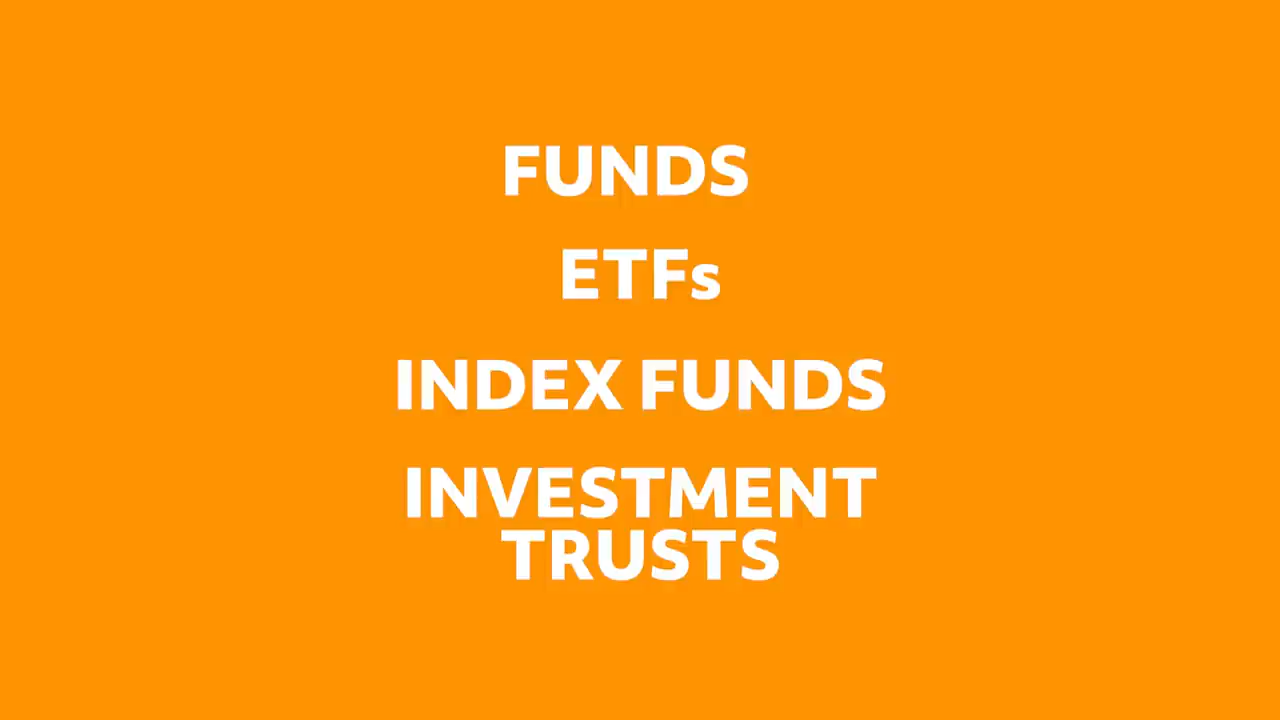 FUNDS
ETFs
INDEX FUNDS
INVESTMENT
TRUSTS